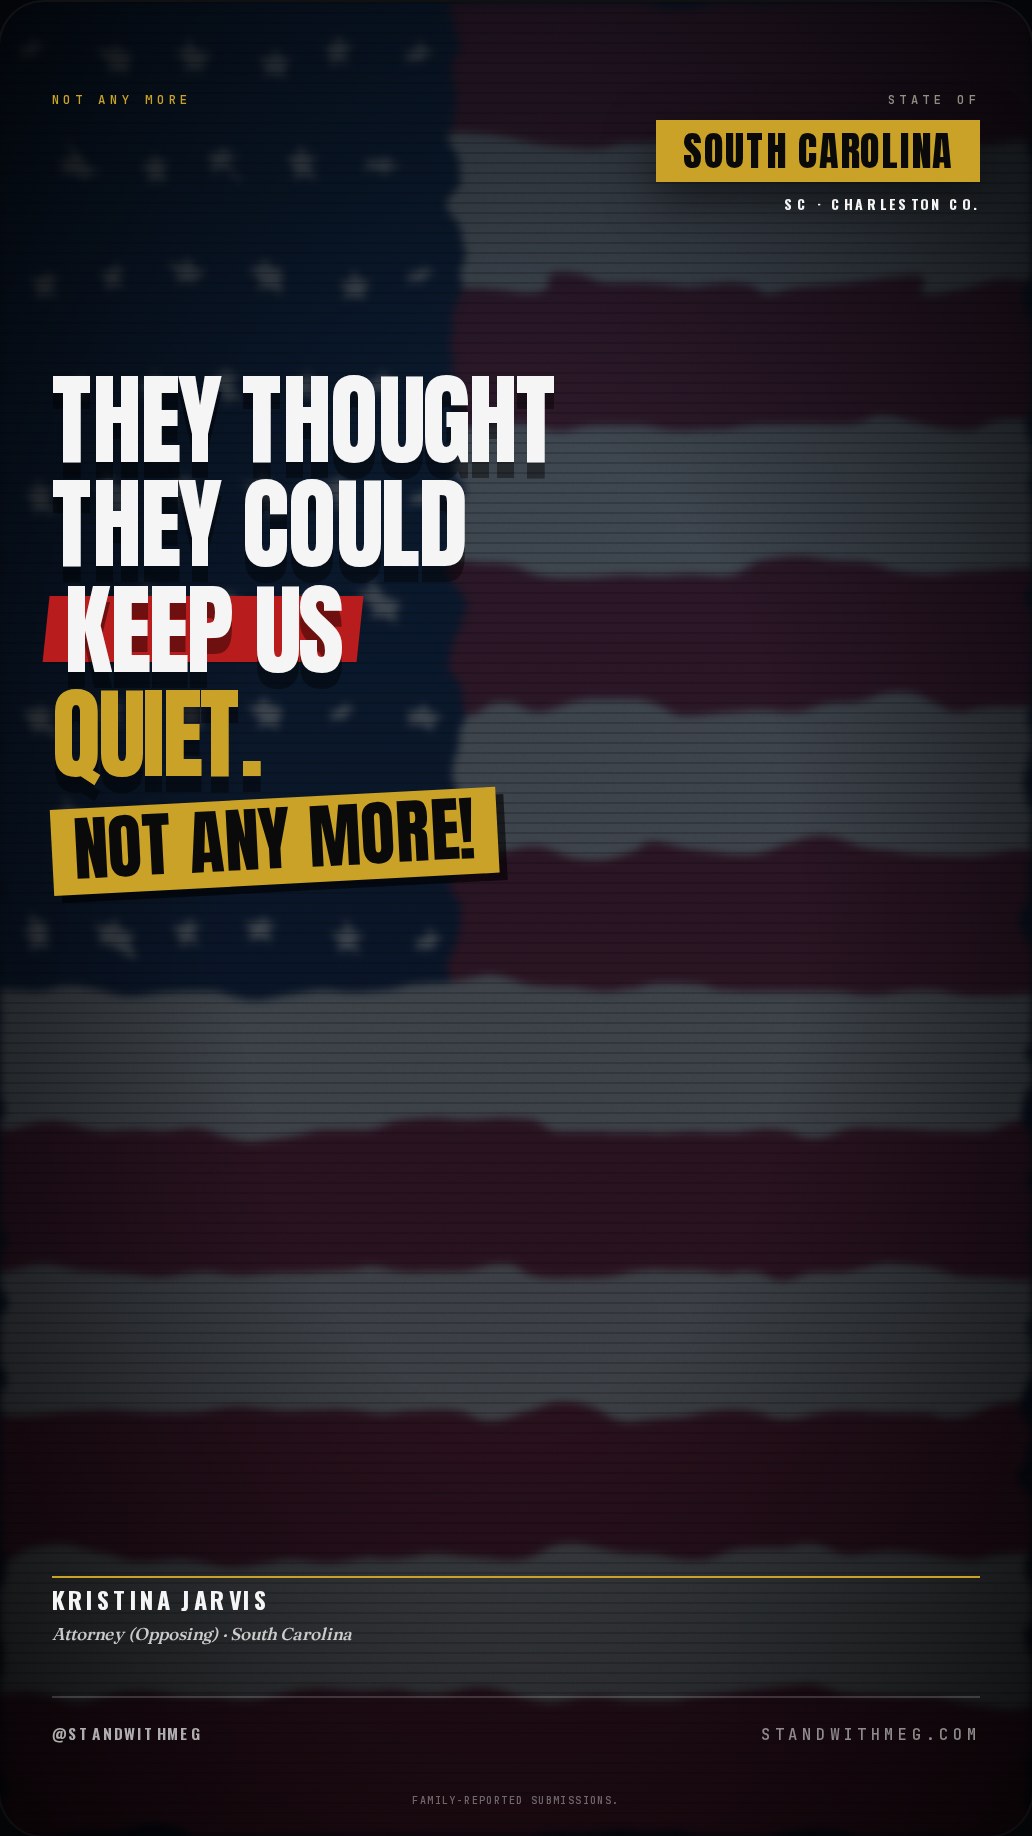 NOT ANY MORE
STATE OF
SOUTH CAROLINA
SC · CHARLESTON CO.
THEY THOUGHT
THEY COULD
KEEP US
QUIET.
NOT ANY MORE!
KRISTINA JARVIS
Attorney (Opposing) · South Carolina
@STANDWITHMEG
STANDWITHMEG.COM
FAMILY-REPORTED SUBMISSIONS.